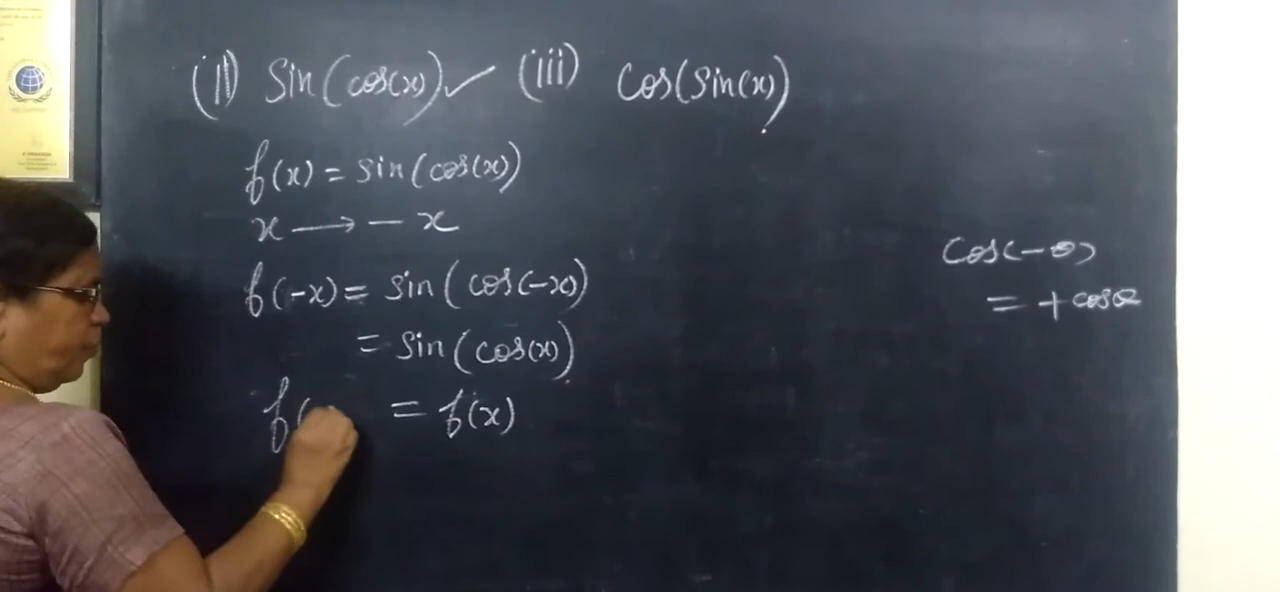 (ii) sin(cos(x)) ✓ (iii) cos(sin(x))
f(x) = sin(cos(x))
x ⟶ − x
f(-x) = sin(cos(-x))
= sin(cos(x))
f( = f(x)
cos(-θ)
= + cosθ